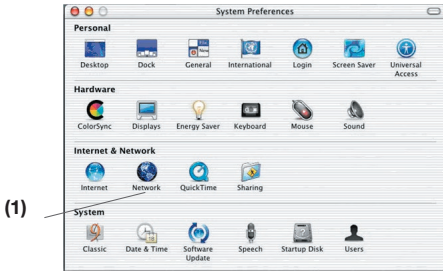 System Preferences
Personal
Desktop Dock General International Login Screen Saver Universal Access
Hardware
ColorSync Displays Energy Saver Keyboard Mouse Sound
Internet & Network
Internet Network QuickTime Sharing
(1)
System
Classic Date & Time Software Update Speech Startup Disk Users